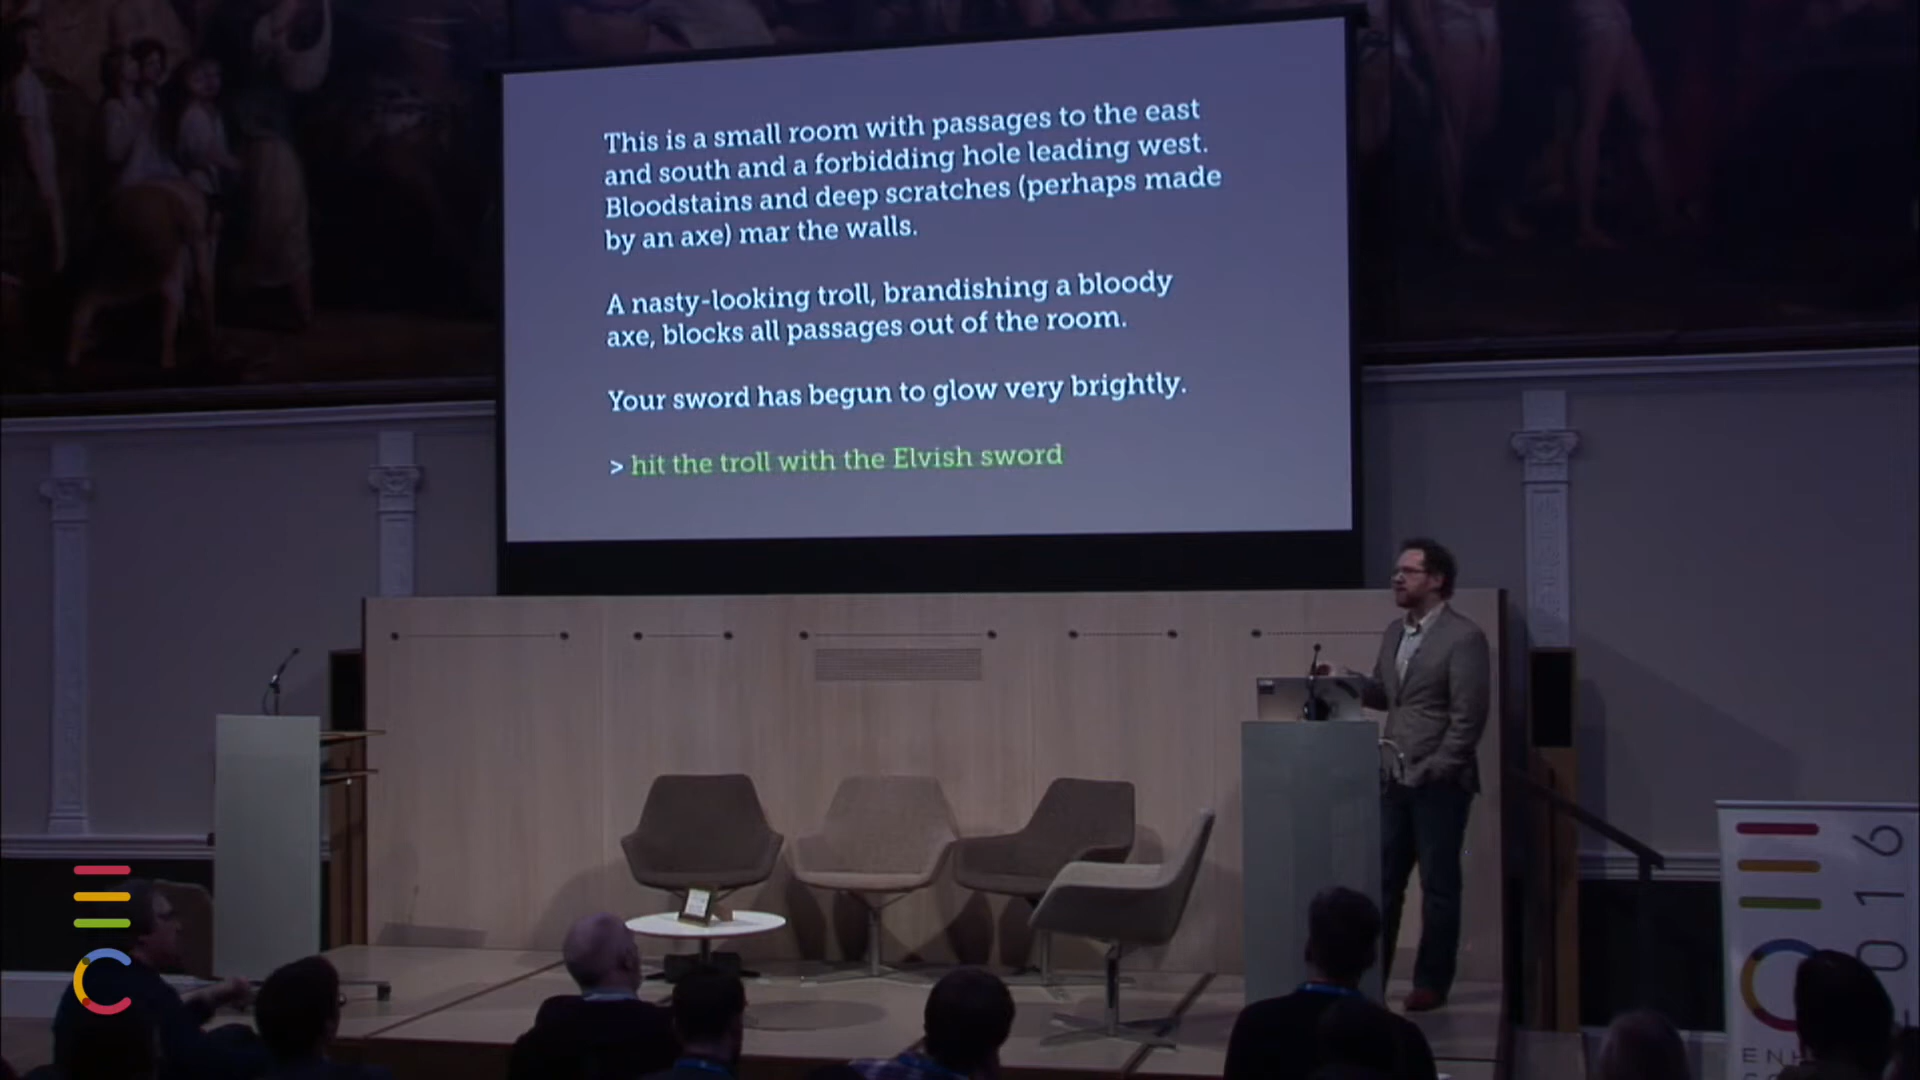 This is a small room with passages to the east
and south and a forbidding hole leading west.
Bloodstains and deep scratches (perhaps made
by an axe) mar the walls.
A nasty-looking troll, brandishing a bloody
axe, blocks all passages out of the room.
Your sword has begun to glow very brightly.
> hit the troll with the Elvish sword
EC
2016